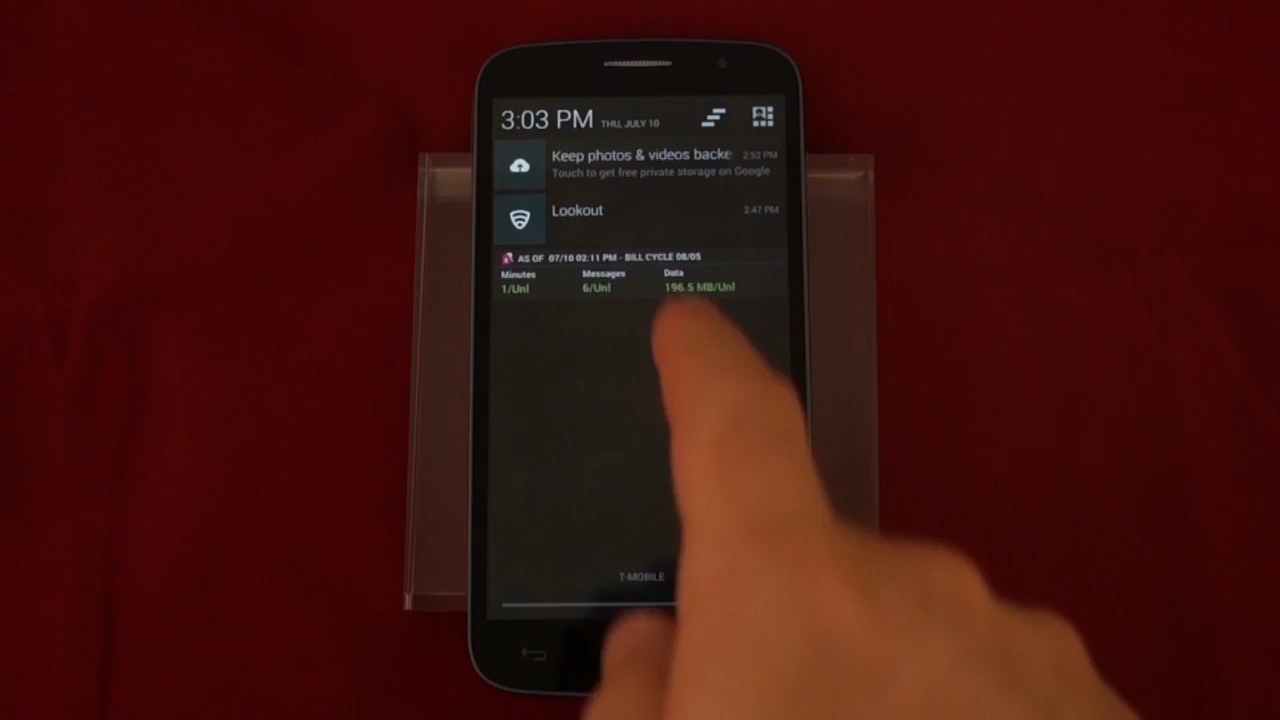 3:03 PM THU, JULY 10
Keep photos & videos backe 2:52 PM
Touch to get free private storage on Google
Lookout 2:47 PM
AS OF 07/10 02:11 PM - BILL CYCLE 08/05
Minutes Messages Data
1/Unl 6/Unl 196.5 MB/Unl
T-MOBILE